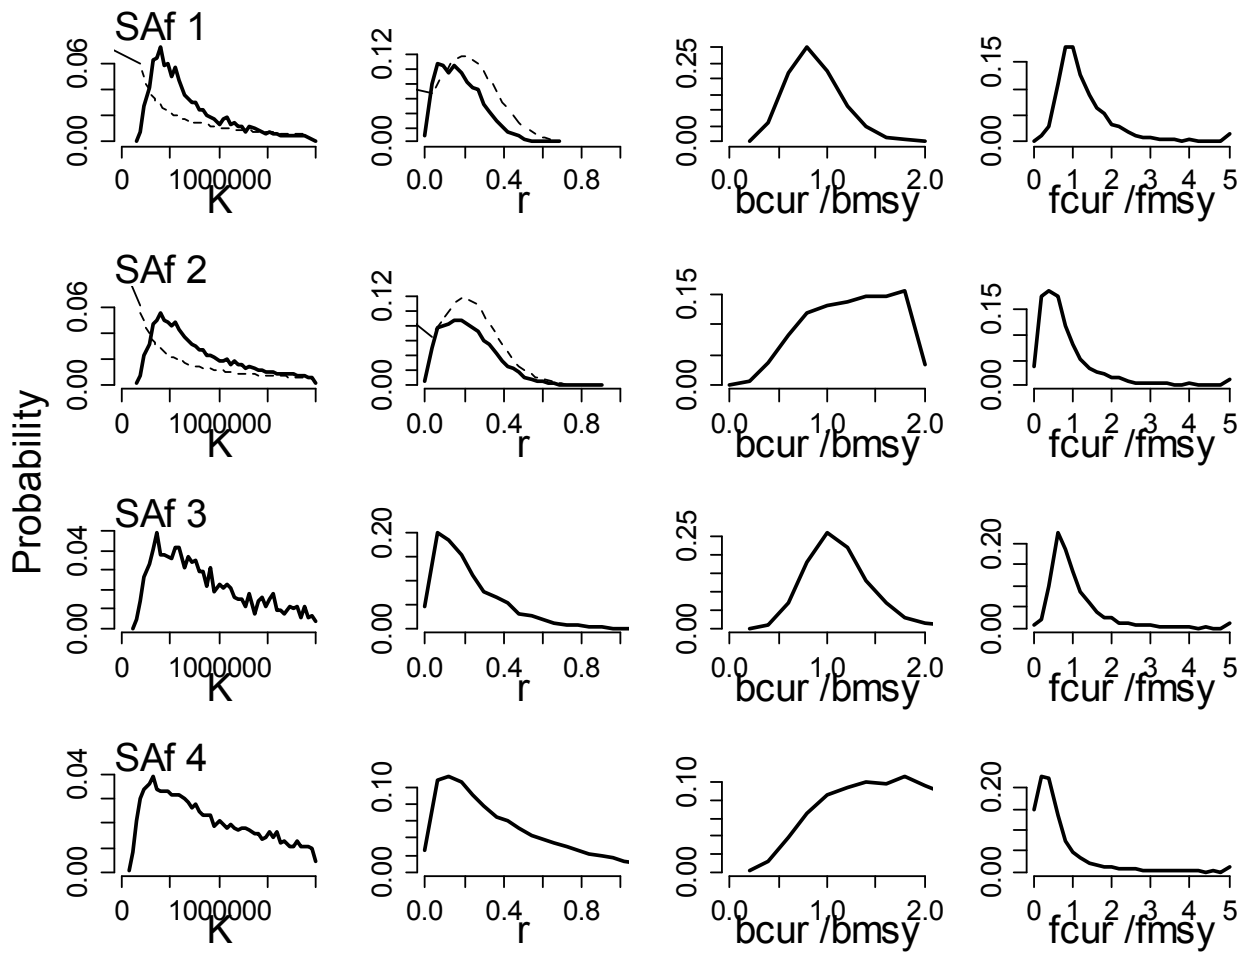 Probability
SAf 1
0.00 0.06
0 1000000
K
0.00 0.12
0.0 0.4 0.8
r
0.00 0.25
0.0 1.0 2.0
bcur /bmsy
0.00 0.15
0 1 2 3 4 5
fcur /fmsy
SAf 2
0.00 0.06
0 1000000
K
0.00 0.12
0.0 0.4 0.8
r
0.00 0.15
0.0 1.0 2.0
bcur /bmsy
0.00 0.15
0 1 2 3 4 5
fcur /fmsy
SAf 3
0.00 0.04
0 1000000
K
0.00 0.20
0.0 0.4 0.8
r
0.00 0.25
0.0 1.0 2.0
bcur /bmsy
0.00 0.20
0 1 2 3 4 5
fcur /fmsy
SAf 4
0.00 0.04
0 1000000
K
0.00 0.10
0.0 0.4 0.8
r
0.00 0.10
0.0 1.0 2.0
bcur /bmsy
0.00 0.20
0 1 2 3 4 5
fcur /fmsy